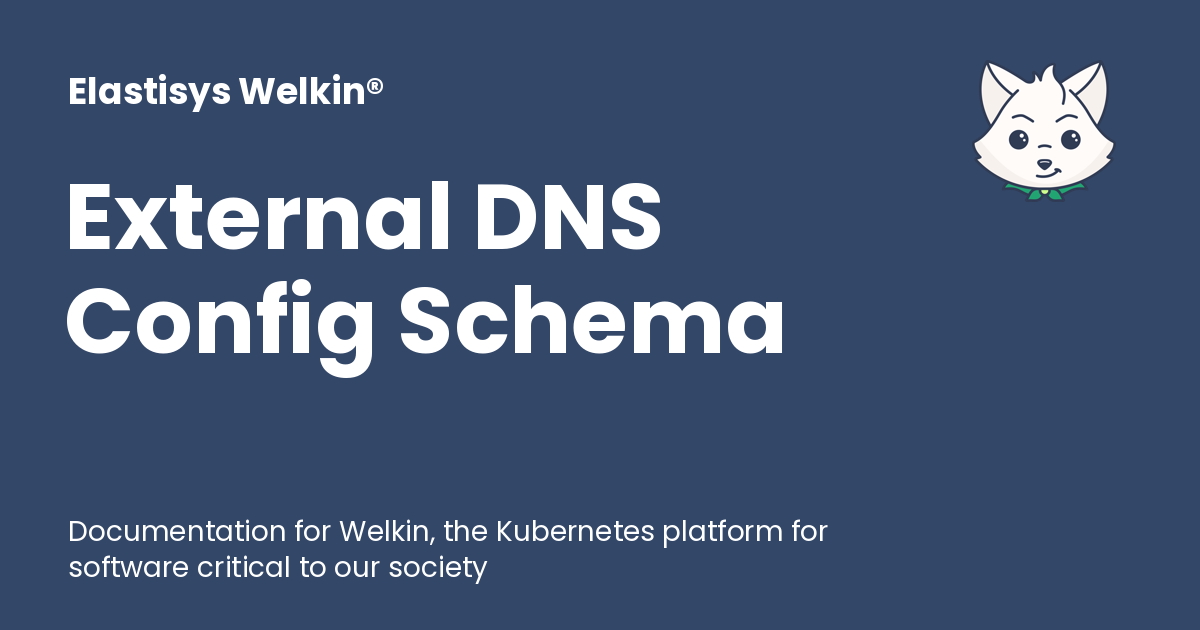 Elastisys Welkin®
External DNS
Config Schema
Documentation for Welkin, the Kubernetes platform for
software critical to our society